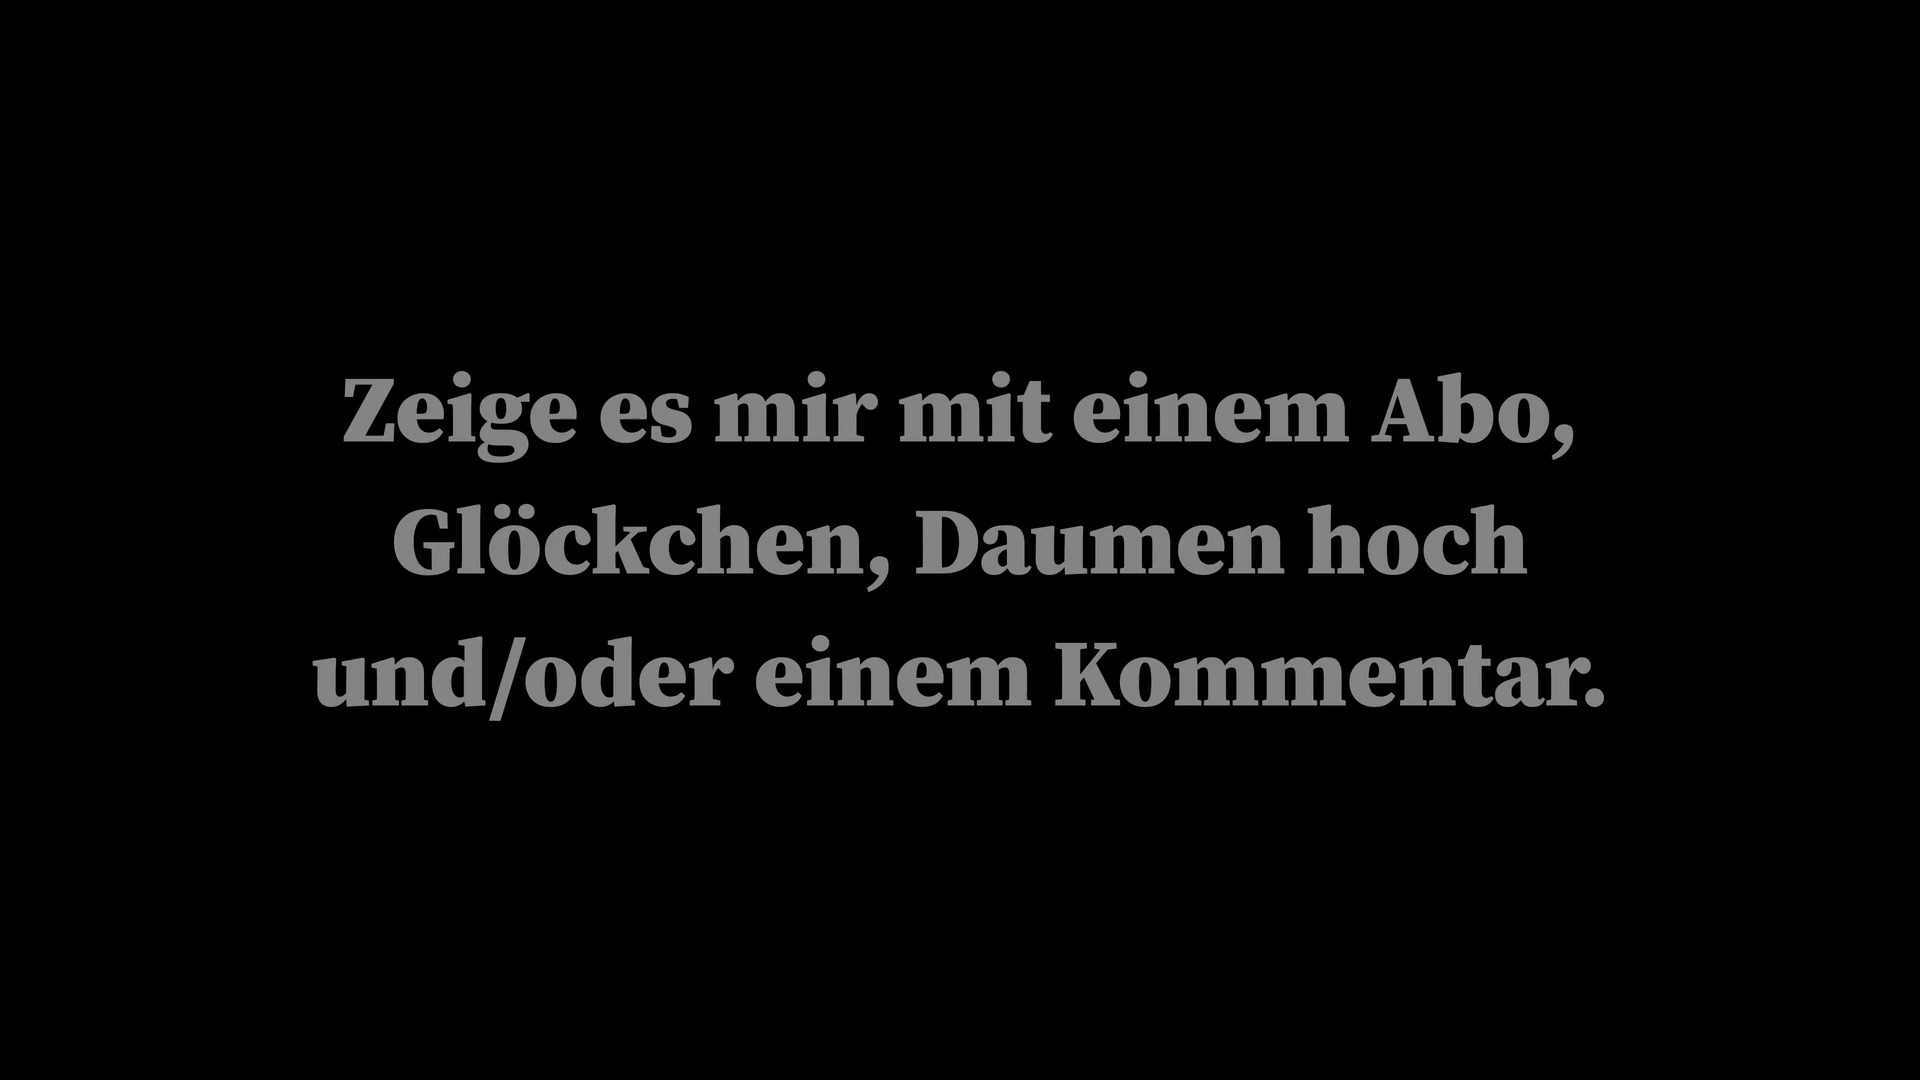 Zeige es mir mit einem Abo,
Glöckchen, Daumen hoch
und/oder einem Kommentar.